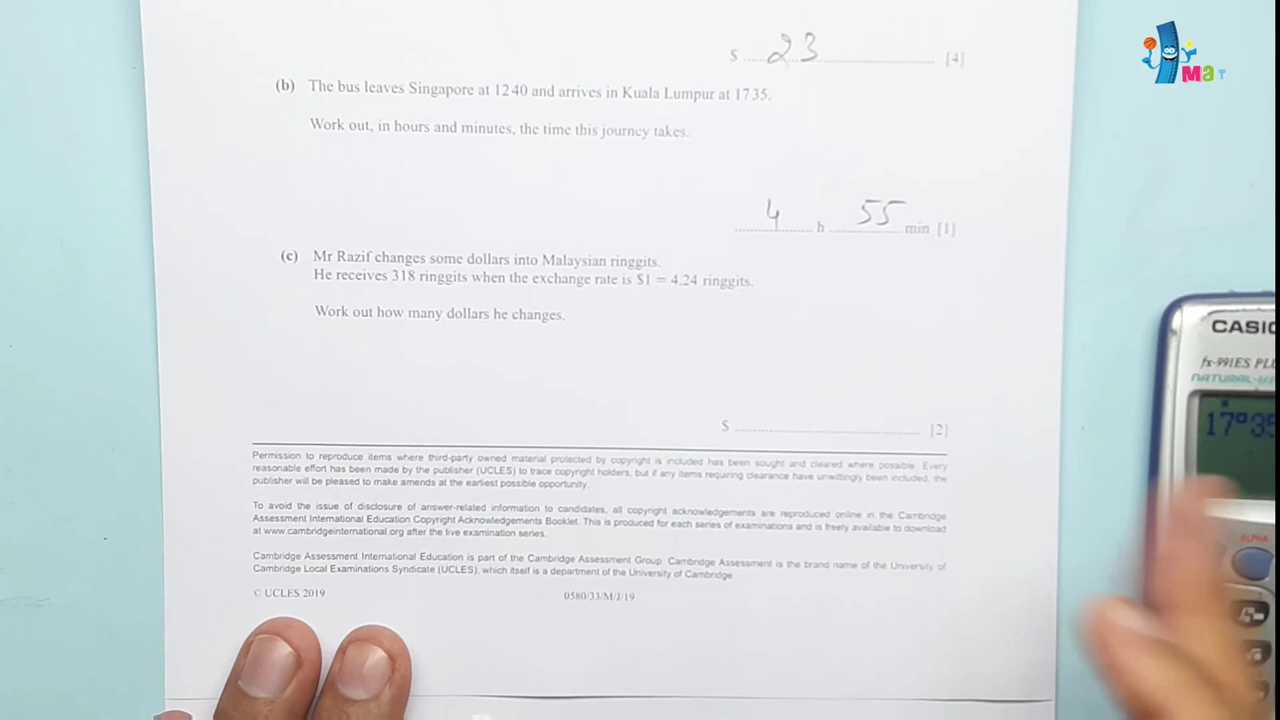 $ 23 [4]
(b) The bus leaves Singapore at 12 40 and arrives in Kuala Lumpur at 17 35.
Work out, in hours and minutes, the time this journey takes.
4 h 55 min [1]
(c) Mr Razif changes some dollars into Malaysian ringgits.
He receives 318 ringgits when the exchange rate is $1 = 4.24 ringgits.
Work out how many dollars he changes.
$ [2]
Permission to reproduce items where third-party owned material protected by copyright is included has been sought and cleared where possible. Every
reasonable effort has been made by the publisher (UCLES) to trace copyright holders, but if any items requiring clearance have unwittingly been included, the
publisher will be pleased to make amends at the earliest possible opportunity.
To avoid the issue of disclosure of answer-related information to candidates, all copyright acknowledgements are reproduced online in the Cambridge
Assessment International Education Copyright Acknowledgements Booklet. This is produced for each series of examinations and is freely available to download
at www.cambridgeinternational.org after the live examination series.
Cambridge Assessment International Education is part of the Cambridge Assessment Group. Cambridge Assessment is the brand name of the University of
Cambridge Local Examinations Syndicate (UCLES), which itself is a department of the University of Cambridge.
© UCLES 2019
0580/33/M/J/19
MaT
CASIO
fx-991ES PLU
NATURAL-V
17°35
ALPHA